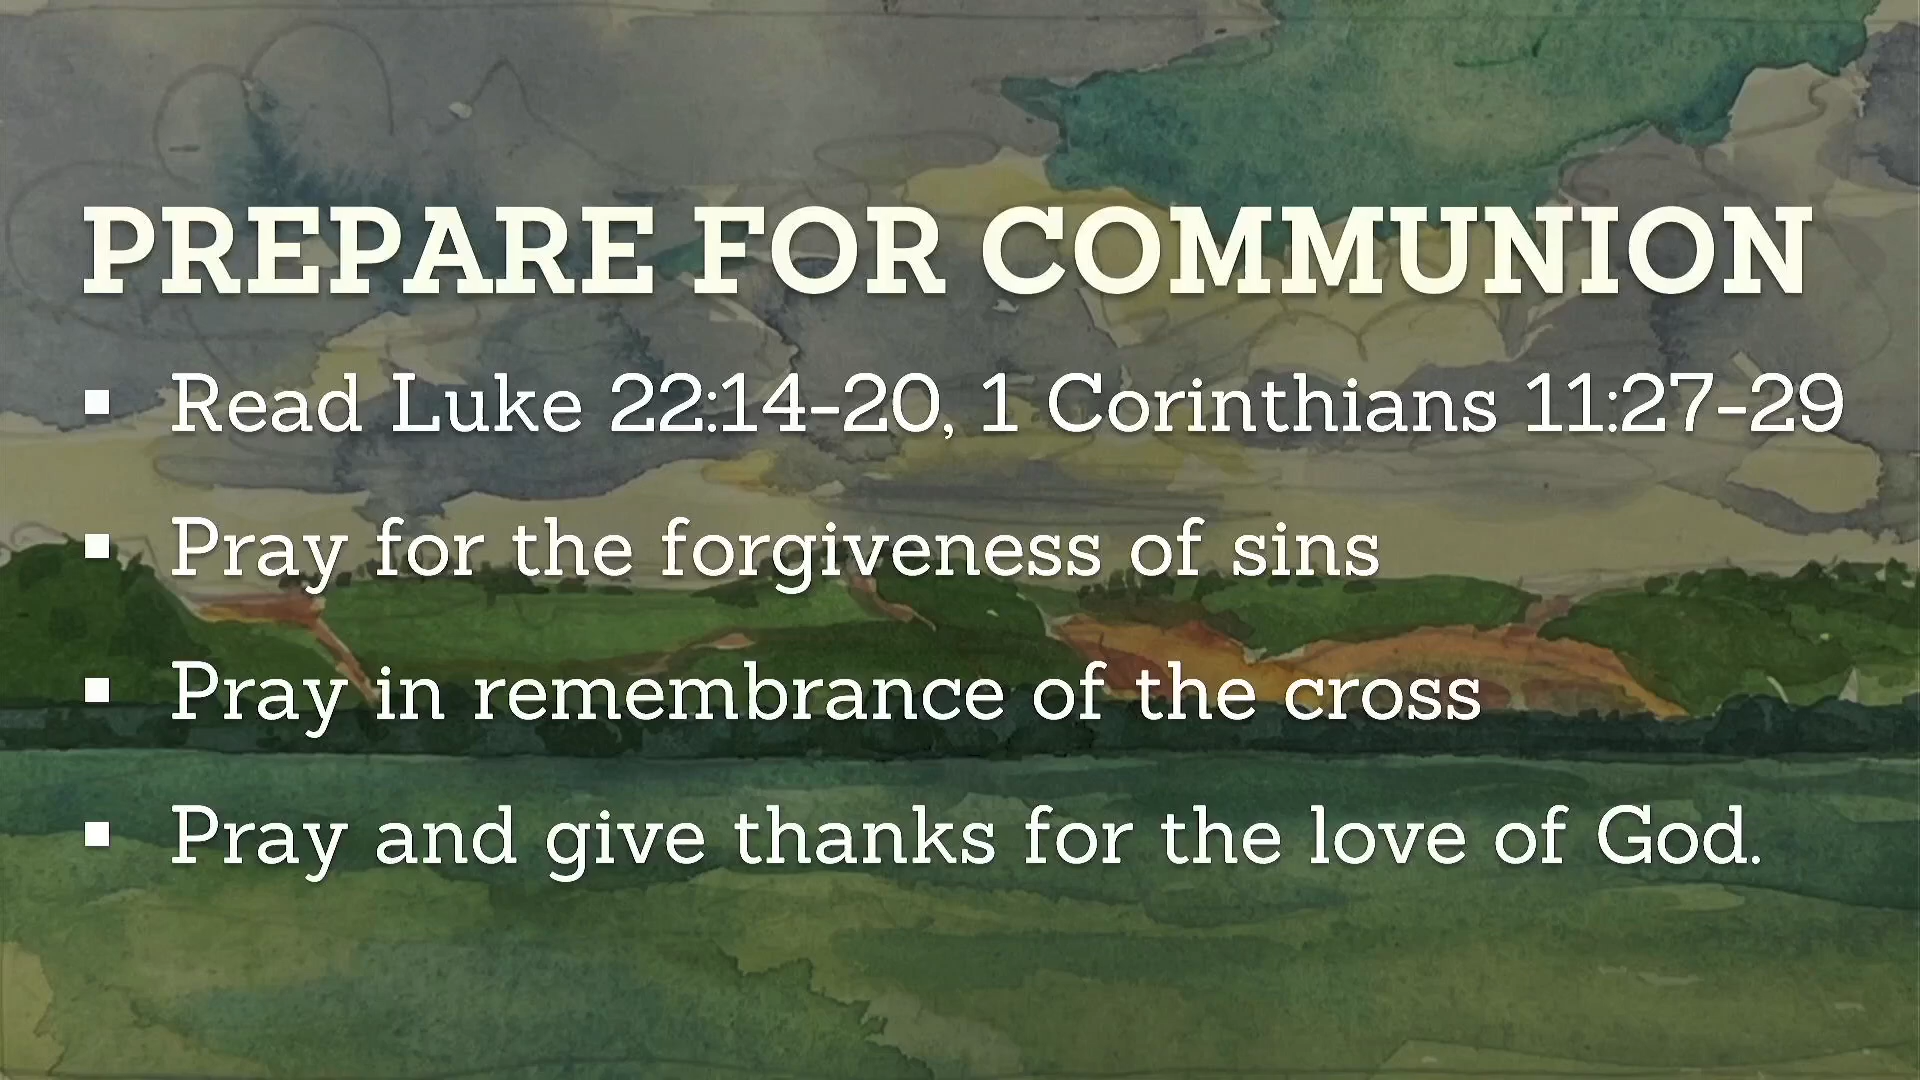 PREPARE FOR COMMUNION
▪ Read Luke 22:14-20, 1 Corinthians 11:27-29
▪ Pray for the forgiveness of sins
▪ Pray in remembrance of the cross
▪ Pray and give thanks for the love of God.